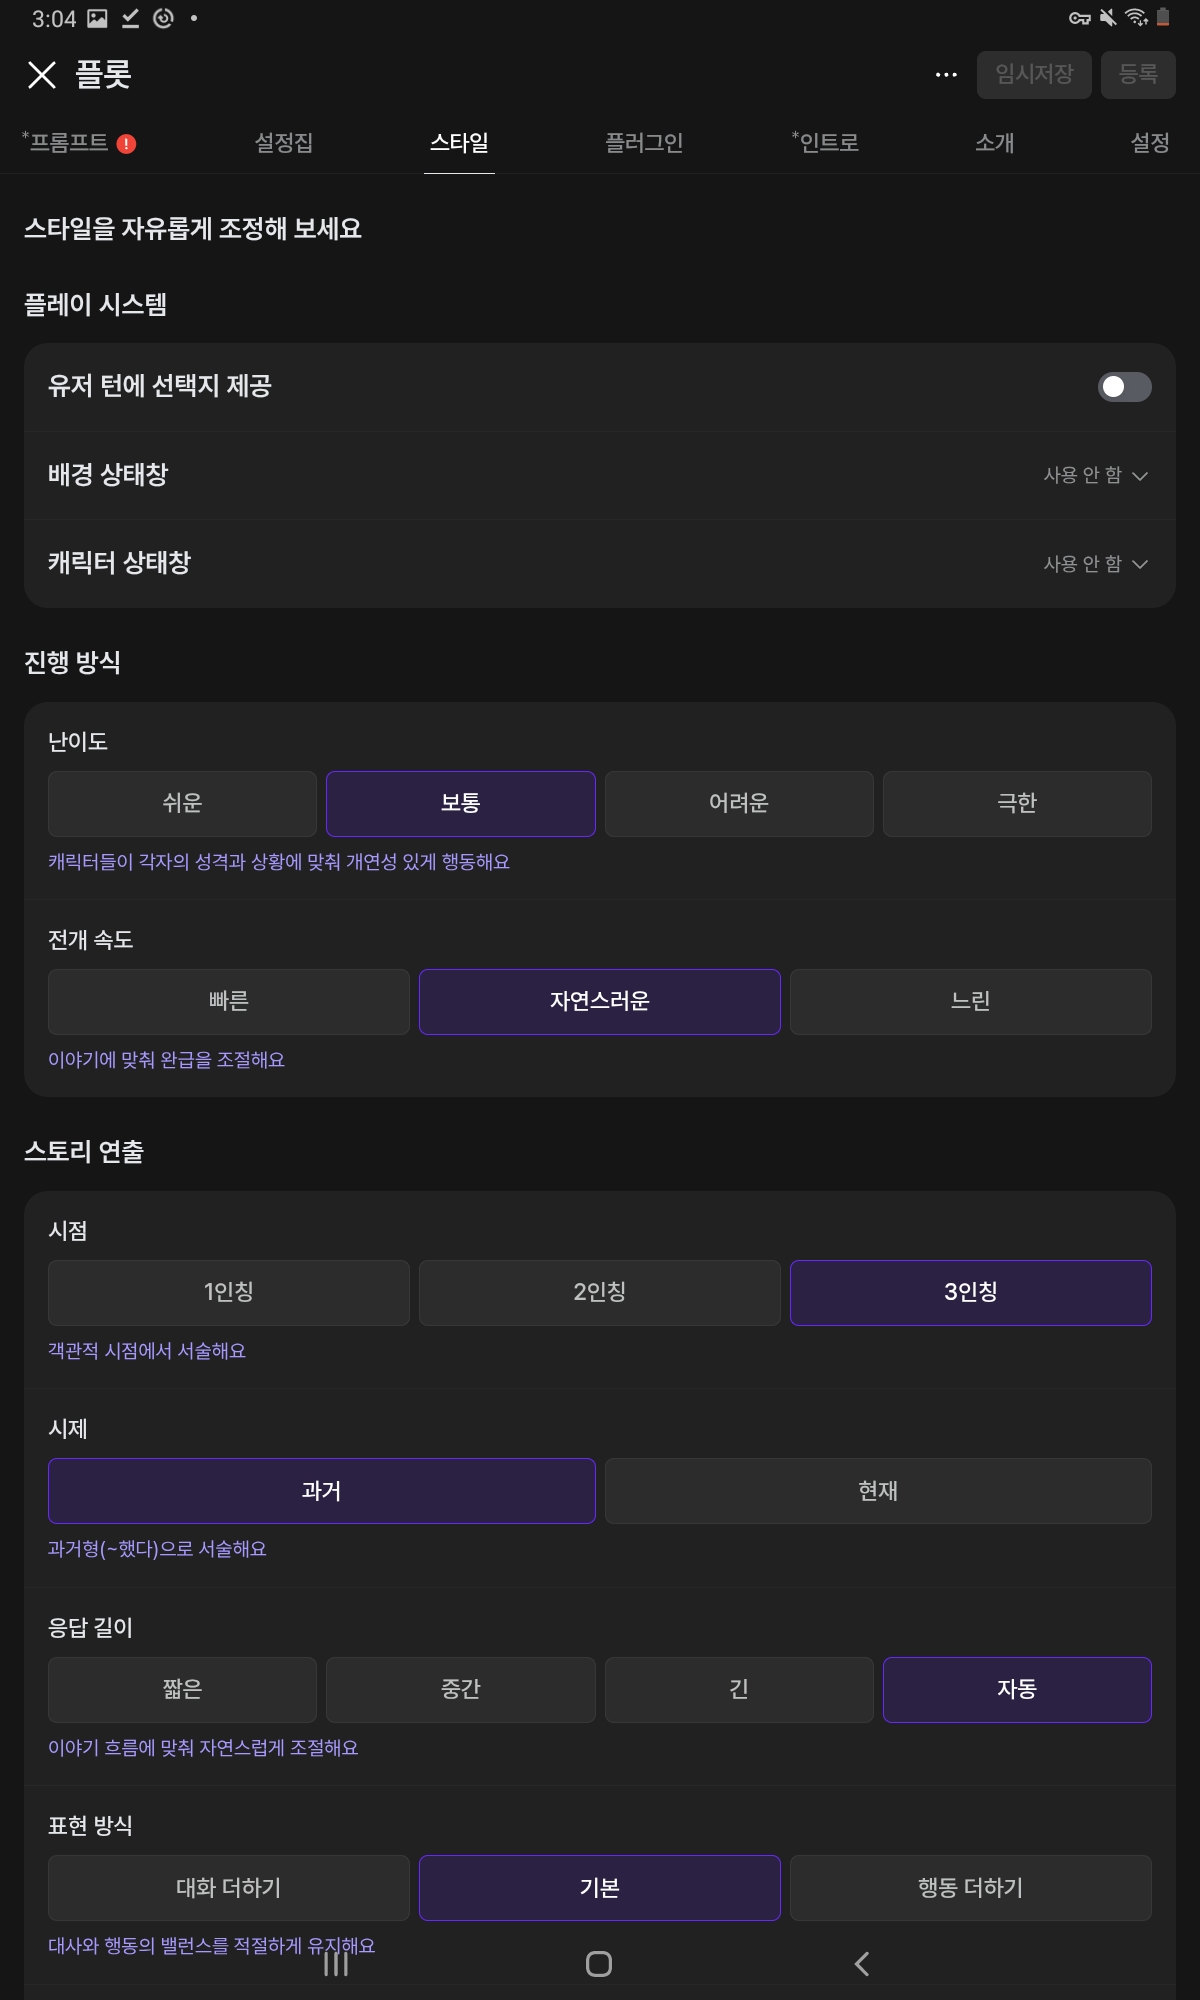 3:04
플롯
임시저장
등록
*프롬프트
설정집
스타일
플러그인
*인트로
소개
설정
스타일을 자유롭게 조정해 보세요
플레이 시스템
유저 턴에 선택지 제공
배경 상태창
사용 안 함
캐릭터 상태창
사용 안 함
진행 방식
난이도
쉬운
보통
어려운
극한
캐릭터들이 각자의 성격과 상황에 맞춰 개연성 있게 행동해요
전개 속도
빠른
자연스러운
느린
이야기에 맞춰 완급을 조절해요
스토리 연출
시점
1인칭
2인칭
3인칭
객관적 시점에서 서술해요
시제
과거
현재
과거형(~했다)으로 서술해요
응답 길이
짧은
중간
긴
자동
이야기 흐름에 맞춰 자연스럽게 조절해요
표현 방식
대화 더하기
기본
행동 더하기
대사와 행동의 밸런스를 적절하게 유지해요